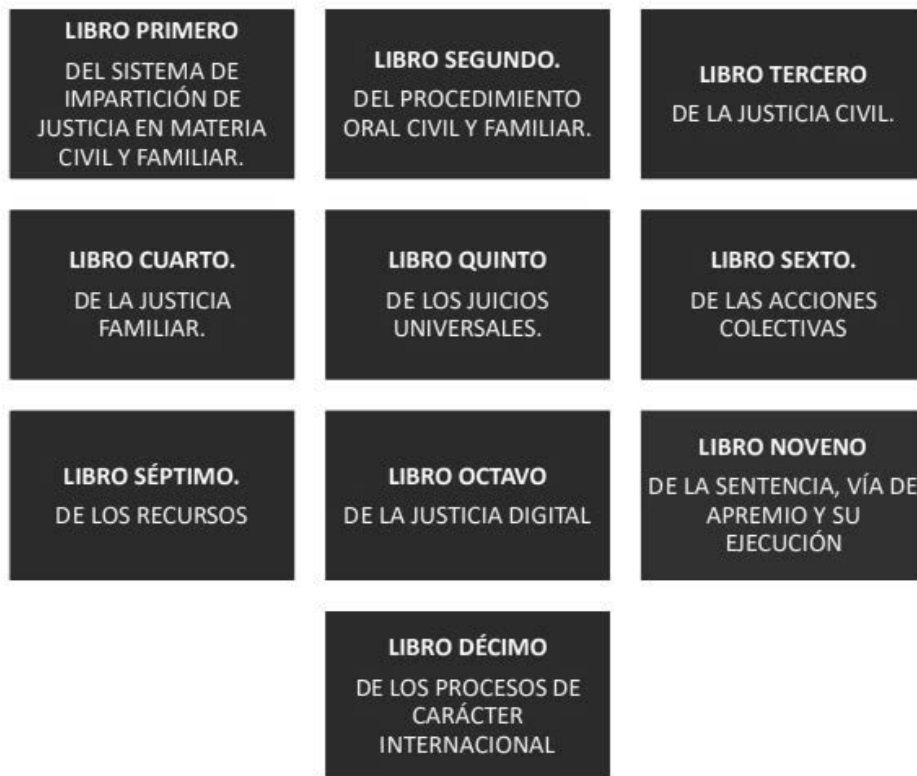 LIBRO PRIMERO
DEL SISTEMA DE
IMPARTICIÓN DE
JUSTICIA EN MATERIA
CIVIL Y FAMILIAR.
LIBRO SEGUNDO.
DEL PROCEDIMIENTO
ORAL CIVIL Y FAMILIAR.
LIBRO TERCERO
DE LA JUSTICIA CIVIL.
LIBRO CUARTO.
DE LA JUSTICIA
FAMILIAR.
LIBRO QUINTO
DE LOS JUICIOS
UNIVERSALES.
LIBRO SEXTO.
DE LAS ACCIONES
COLECTIVAS
LIBRO SÉPTIMO.
DE LOS RECURSOS
LIBRO OCTAVO
DE LA JUSTICIA DIGITAL
LIBRO NOVENO
DE LA SENTENCIA, VÍA DE
APREMIO Y SU
EJECUCIÓN
LIBRO DÉCIMO
DE LOS PROCESOS DE
CARÁCTER
INTERNACIONAL